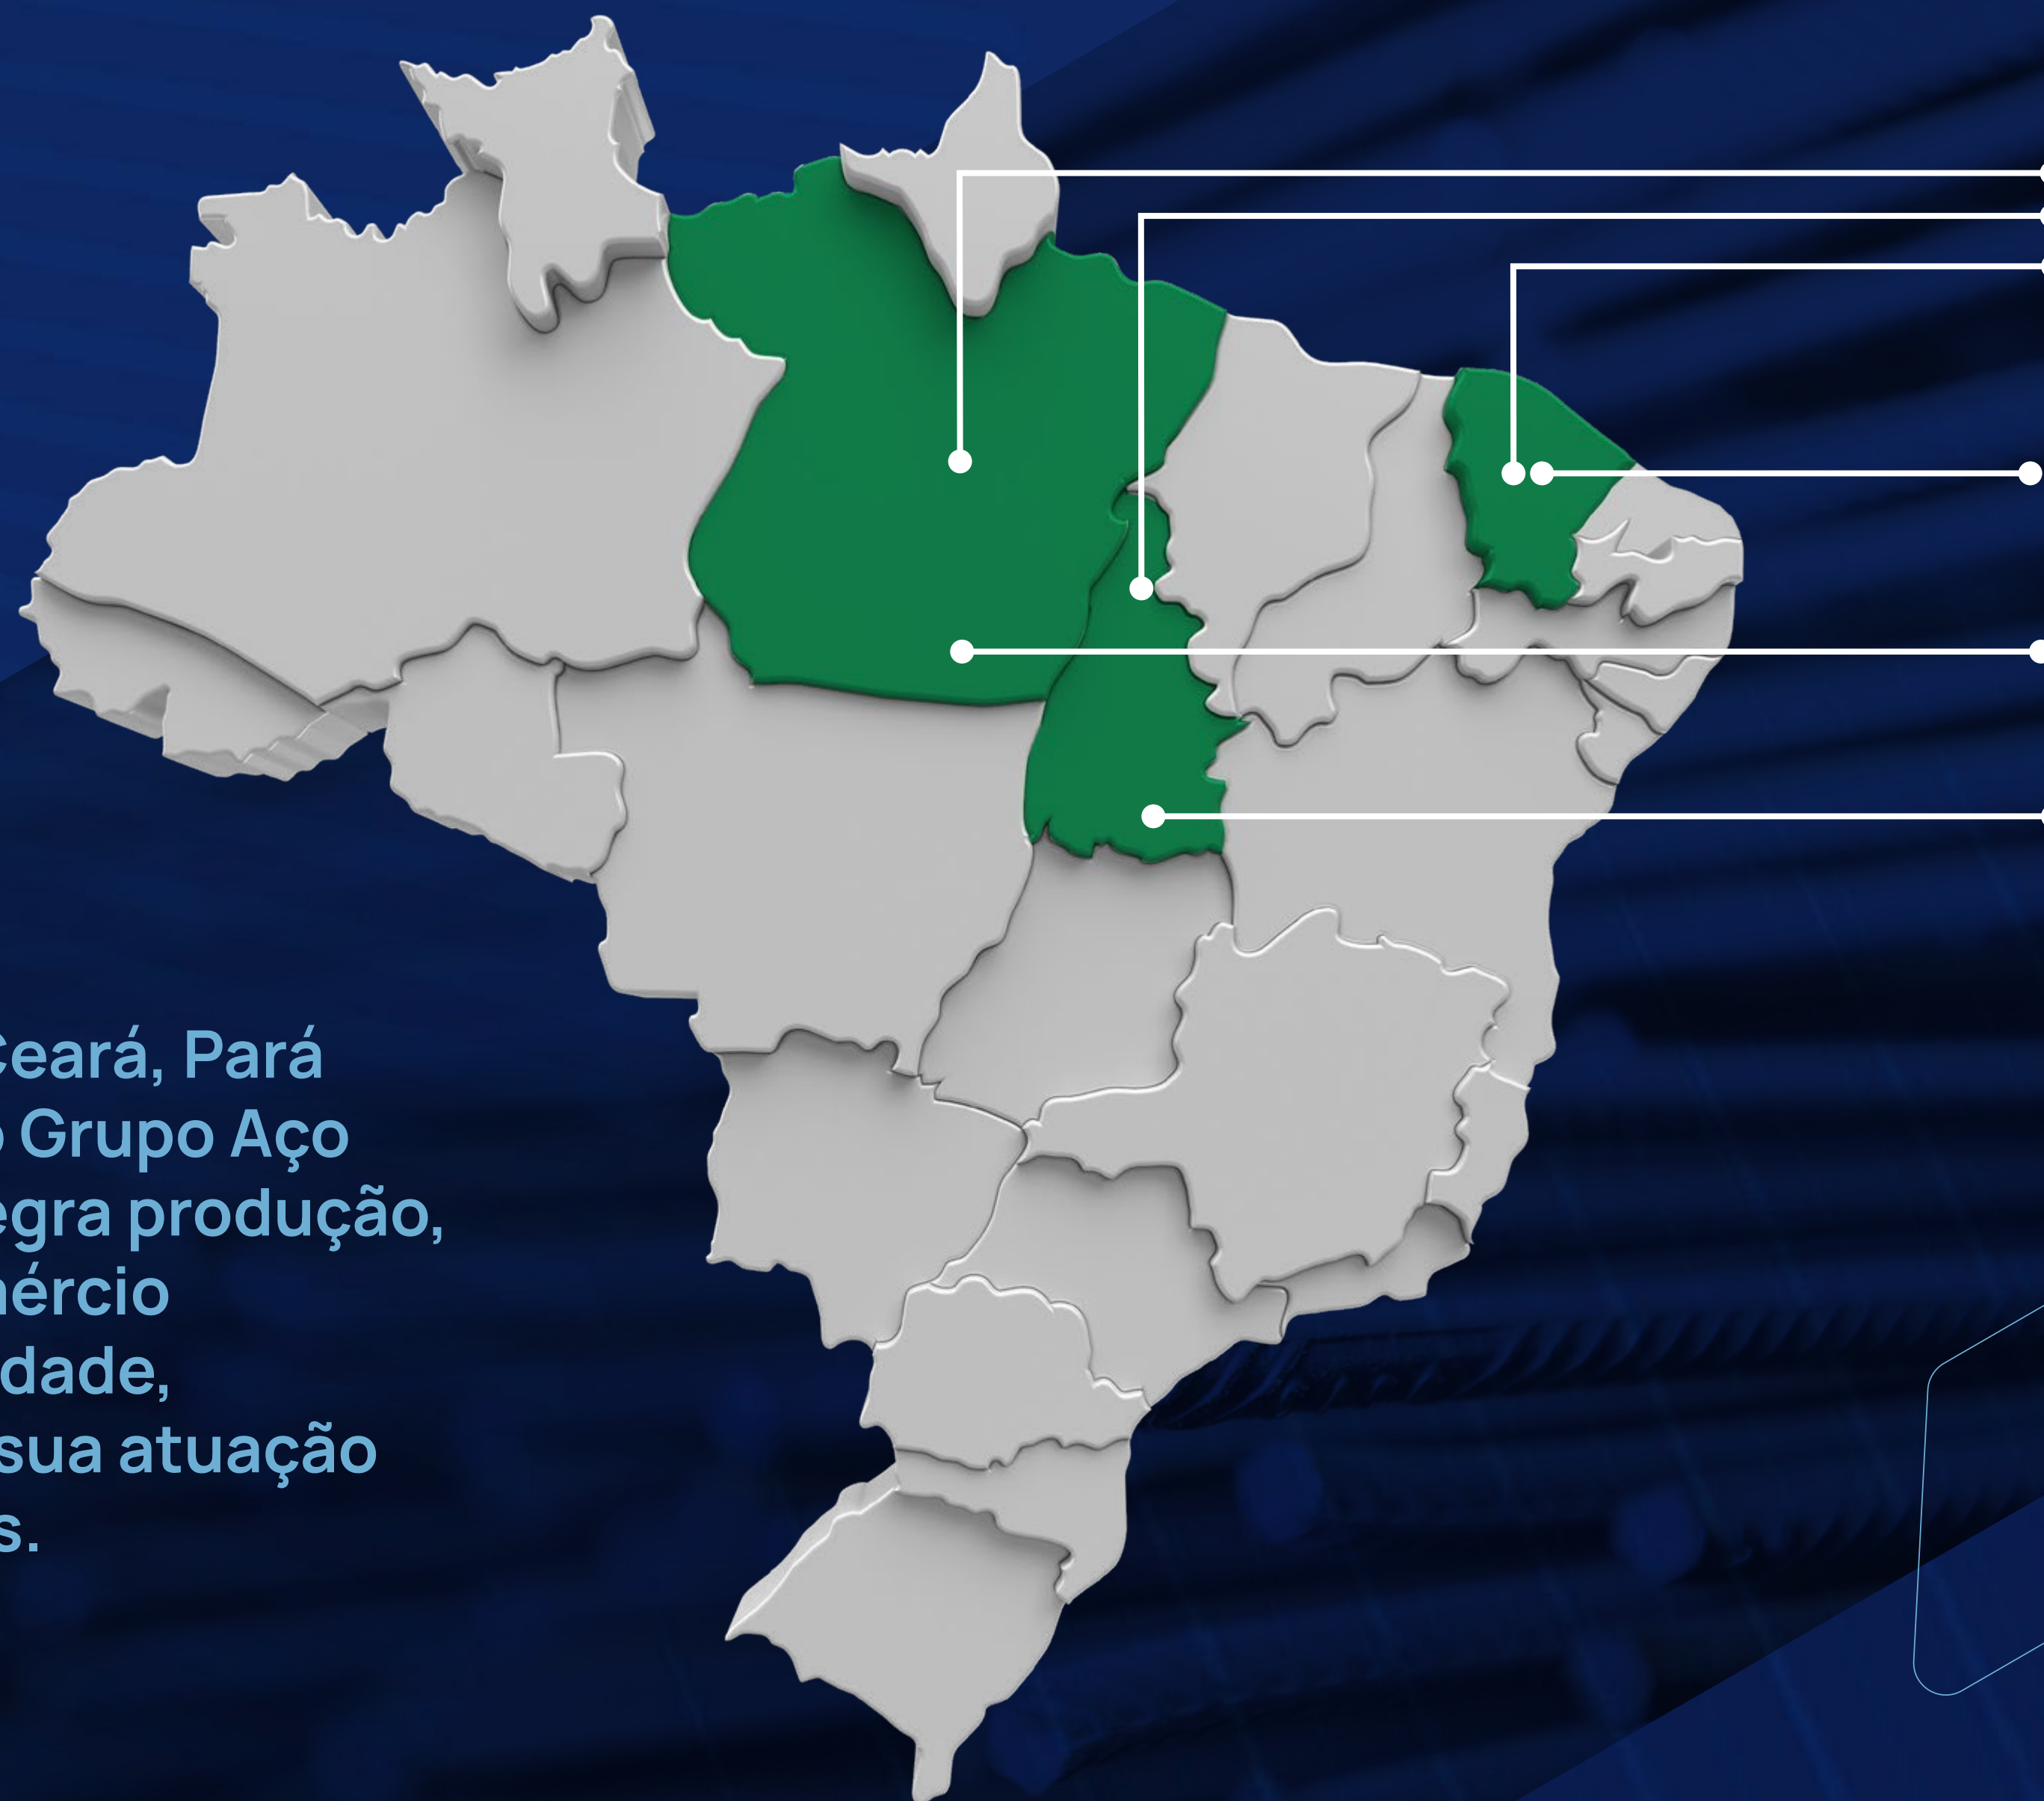 Ceará, Pará
o Grupo Aço
egra produção,
ércio
dade,
sua atuação
s.